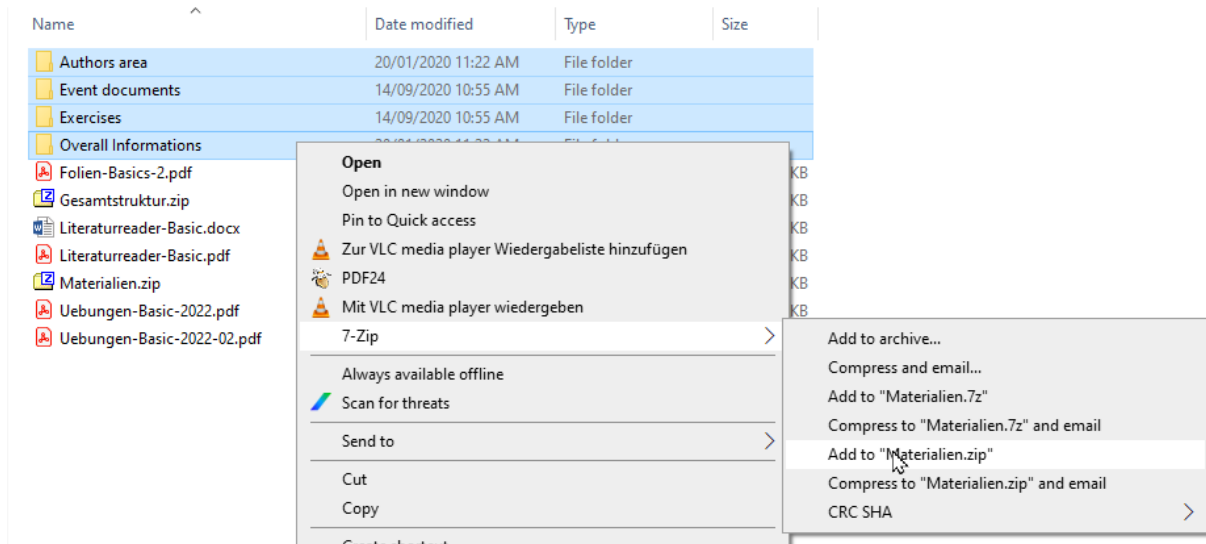 Name Date modified Type Size
Authors area 20/01/2020 11:22 AM File folder
Event documents 14/09/2020 10:55 AM File folder
Exercises 14/09/2020 10:55 AM File folder
Overall Informations
Folien-Basics-2.pdf KB
Gesamtstruktur.zip KB
Literaturreader-Basic.docx KB
Literaturreader-Basic.pdf KB
Materialien.zip KB
Uebungen-Basic-2022.pdf KB
Uebungen-Basic-2022-02.pdf
Open
Open in new window
Pin to Quick access
Zur VLC media player Wiedergabeliste hinzufügen
PDF24
Mit VLC media player wiedergeben
7-Zip
Always available offline
Scan for threats
Send to
Cut
Copy
Add to archive...
Compress and email...
Add to "Materialien.7z"
Compress to "Materialien.7z" and email
Add to "Materialien.zip"
Compress to "Materialien.zip" and email
CRC SHA